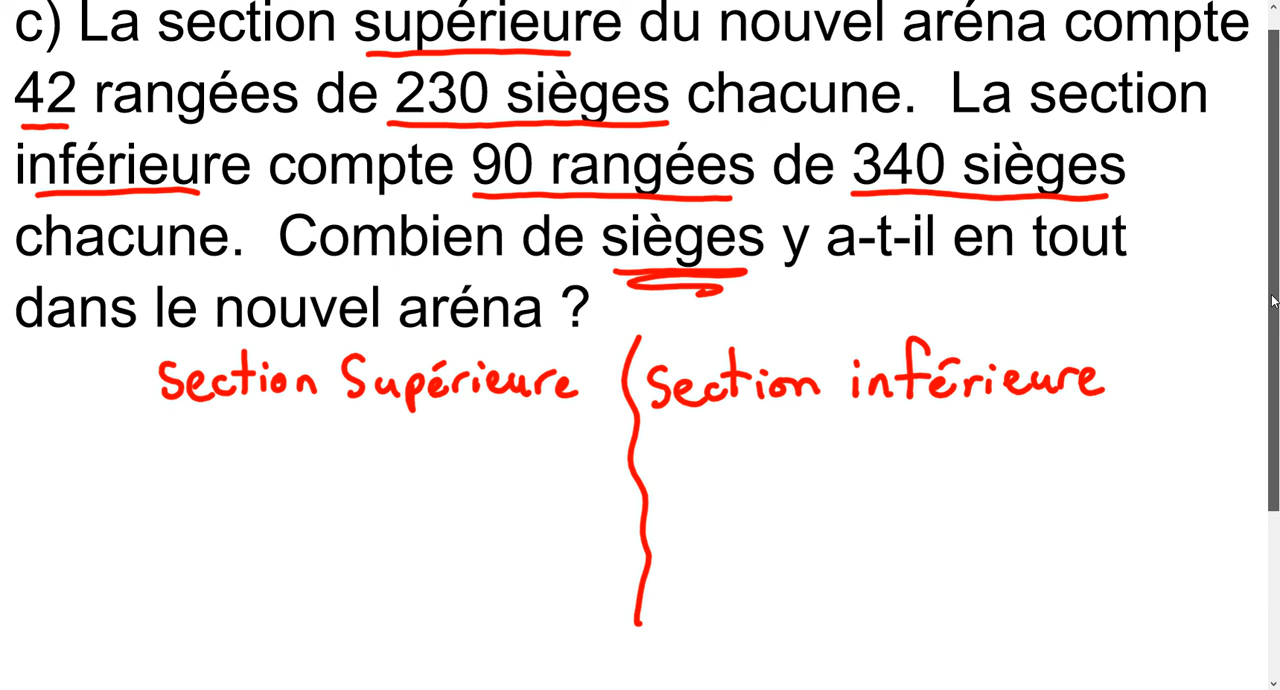 c) La section supérieure du nouvel aréna compte
42 rangées de 230 sièges chacune. La section
inférieure compte 90 rangées de 340 sièges
chacune. Combien de sièges y a-t-il en tout
dans le nouvel aréna ?
Section Supérieure Section inférieure